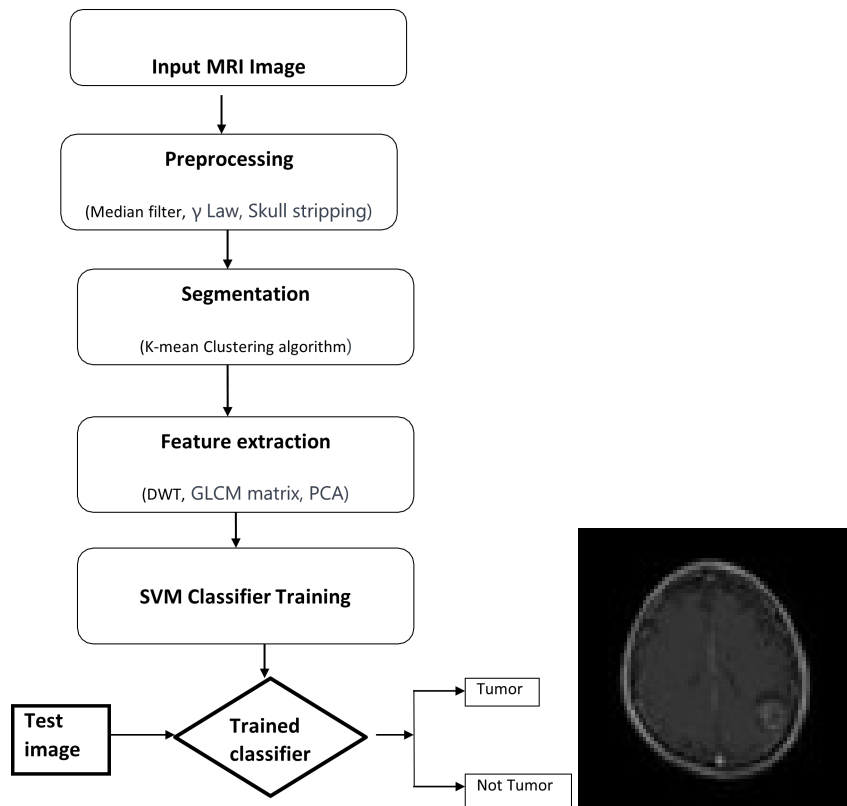 Input MRI Image
Preprocessing
(Median filter, γ Law, Skull stripping)
Segmentation
(K-mean Clustering algorithm)
Feature extraction
(DWT, GLCM matrix, PCA)
SVM Classifier Training
Test
image
Trained
classifier
Tumor
Not Tumor